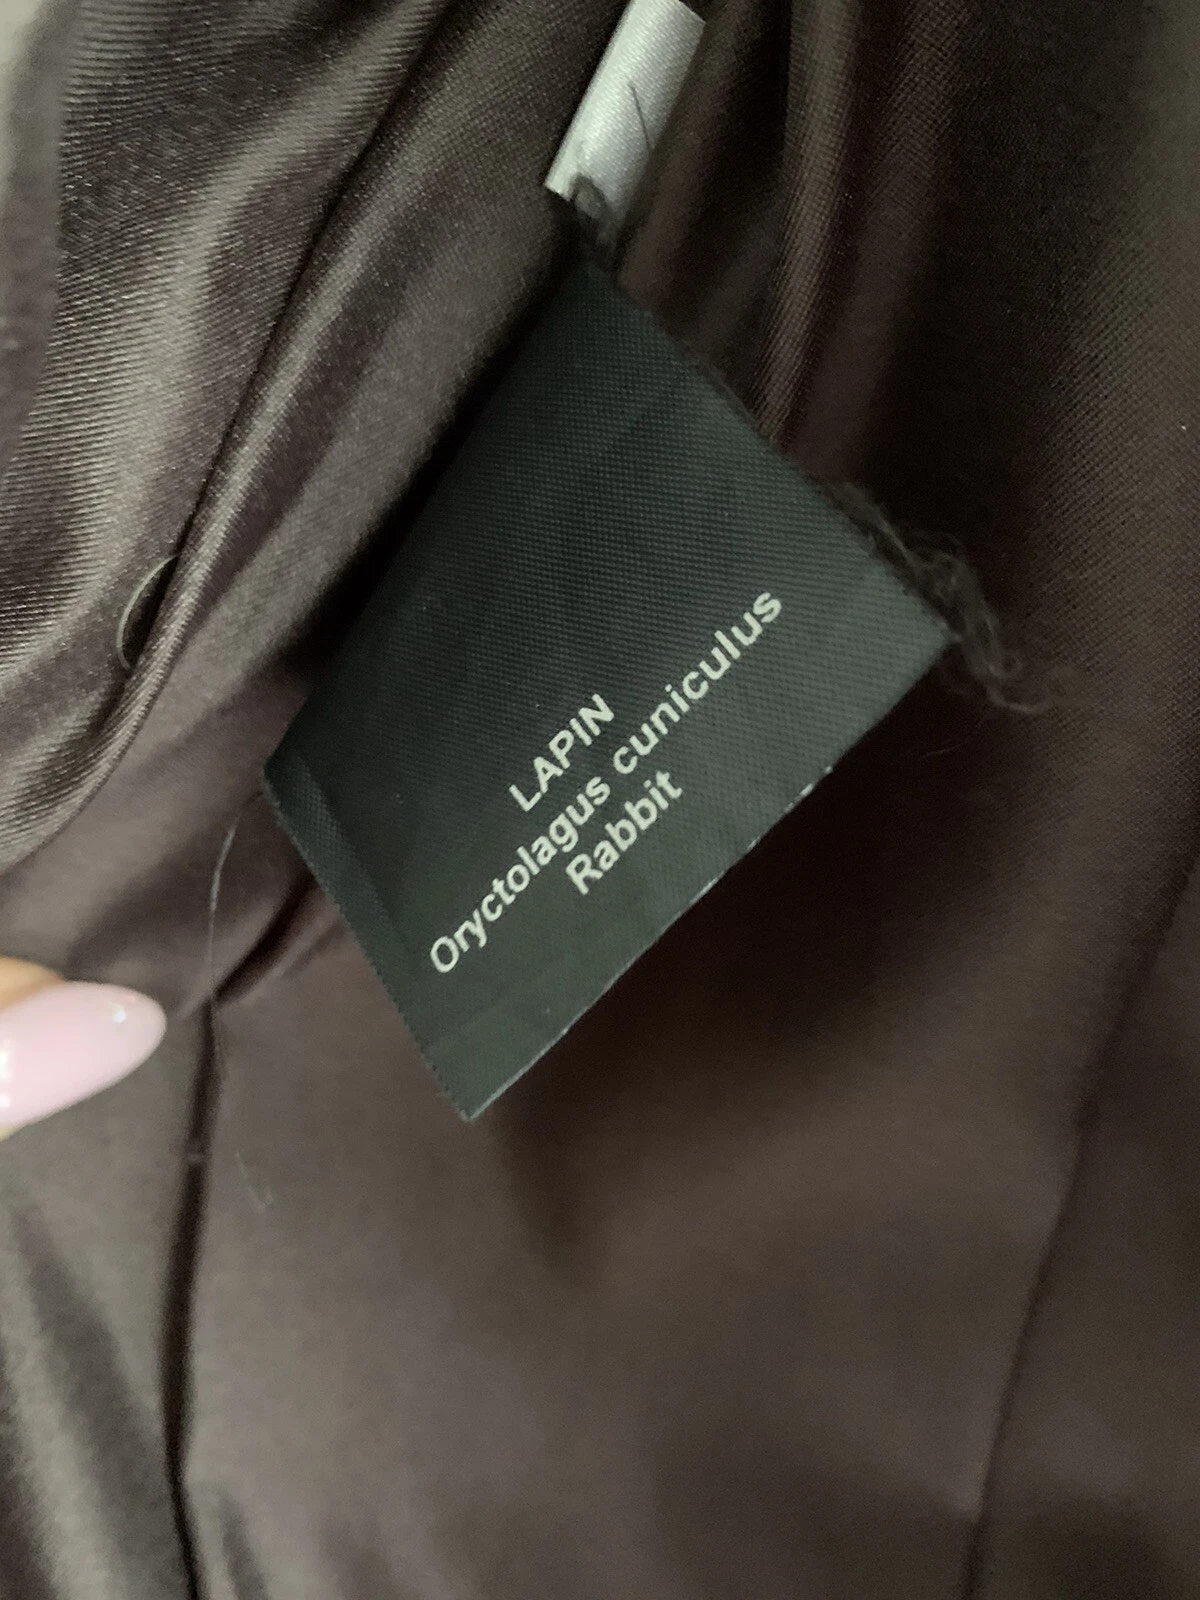 LAPIN
Oryctolagus cuniculus
Rabbit